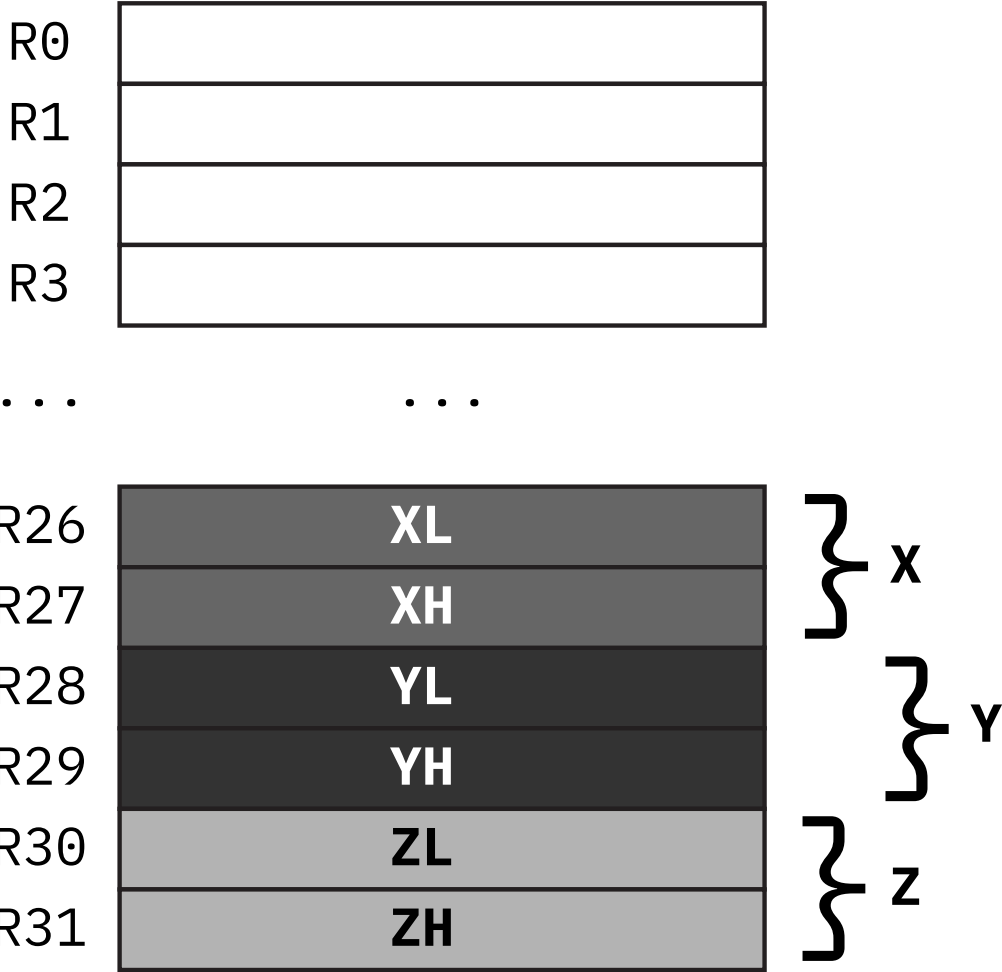 R0
R1
R2
R3
... ...
R26 XL
X
R27 XH
R28 YL
Y
R29 YH
R30 ZL
Z
R31 ZH